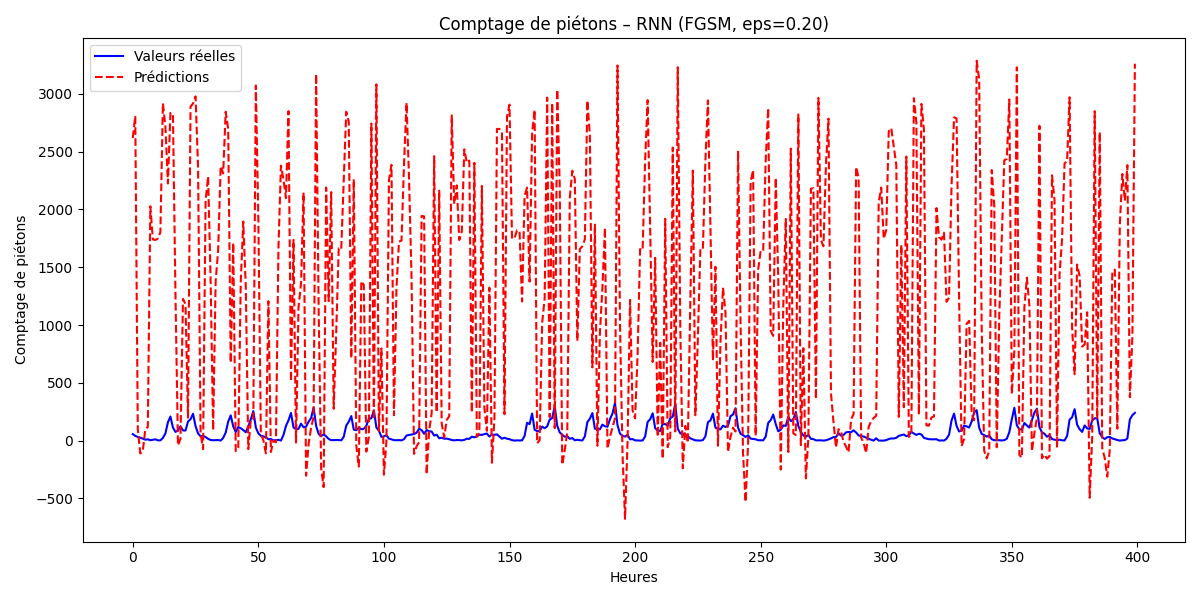 Comptage de piétons – RNN (FGSM, eps=0.20)
Valeurs réelles
Prédictions
3000
2500
2000
1500
1000
500
0
−500
Comptage de piétons
0 50 100 150 200 250 300 350 400
Heures